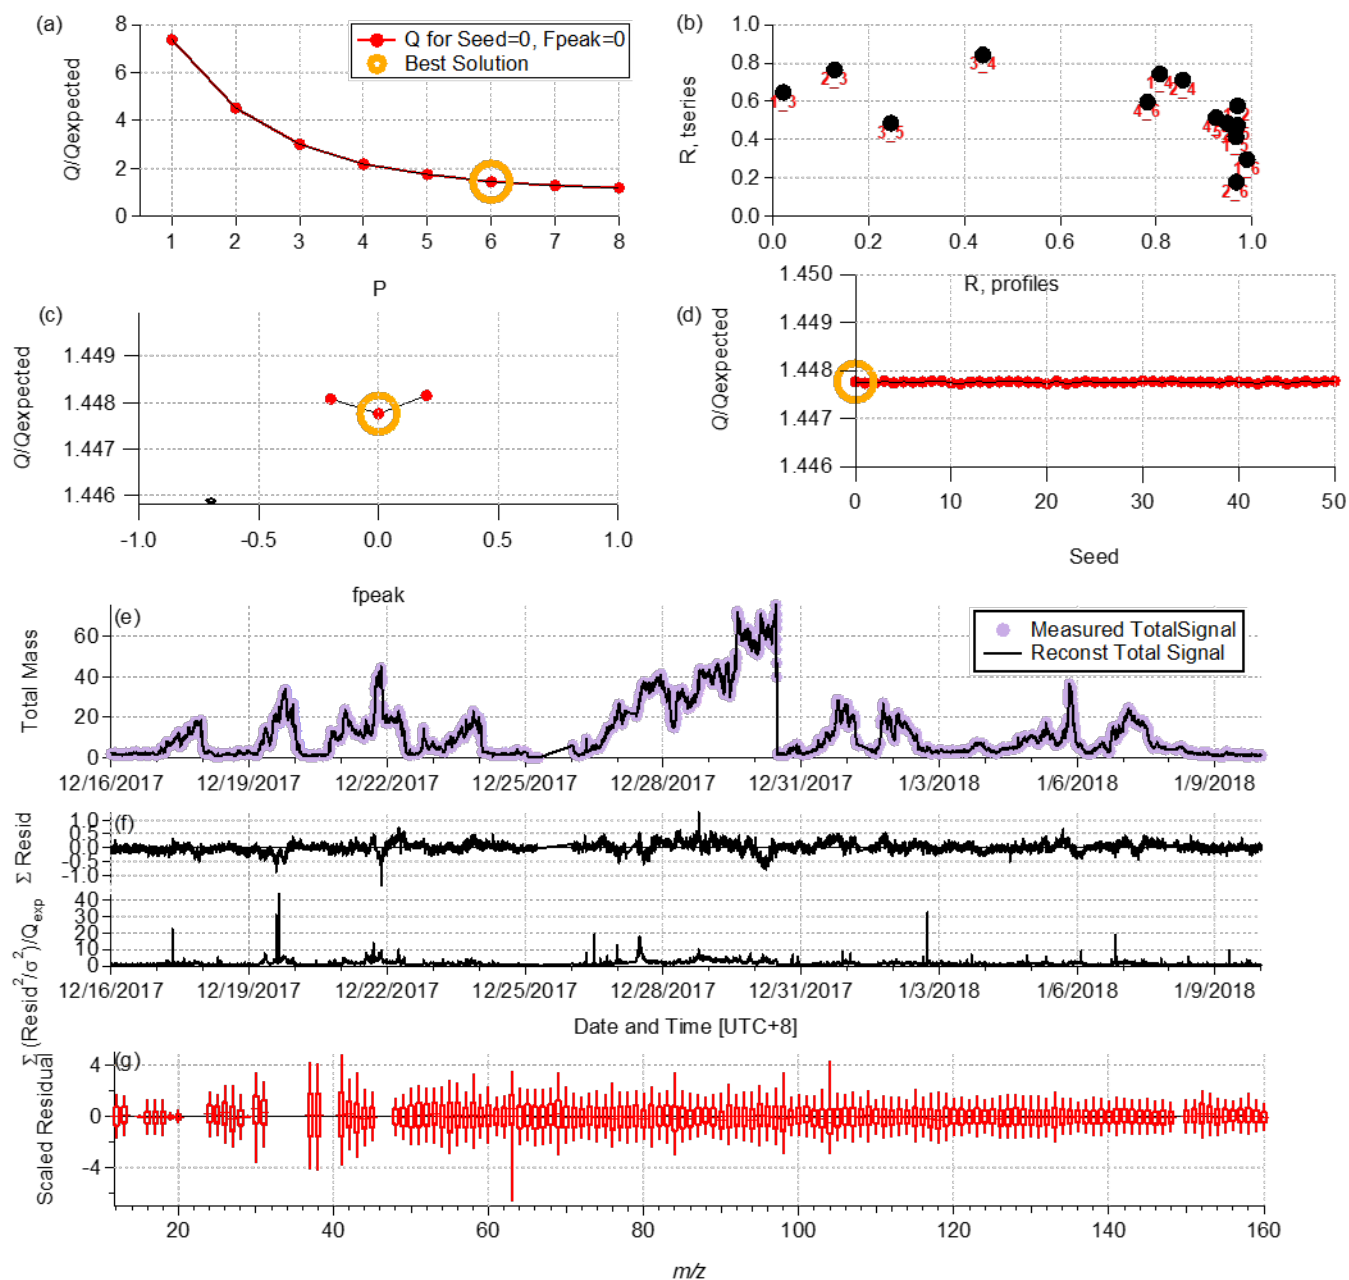 (a)
8
6
4
2
0
Q/Qexpected
Q for Seed=0, Fpeak=0
Best Solution
1 2 3 4 5 6 7 8
P
(b)
1.0
0.8
0.6
0.4
0.2
0.0
R, tseries
1_3
2_3
3_5
3_4
4_6
1_4
2_4
1_6
2_6
0.0 0.2 0.4 0.6 0.8 1.0
R, profiles
(c)
1.449
1.448
1.447
1.446
Q/Qexpected
-1.0 -0.5 0.0 0.5 1.0
fpeak
(d)
1.450
1.449
1.448
1.447
1.446
Q/Qexpected
0 10 20 30 40 50
Seed
(e)
60
40
20
0
Total Mass
Measured TotalSignal
Reconst Total Signal
12/16/2017 12/19/2017 12/22/2017 12/25/2017 12/28/2017 12/31/2017 1/3/2018 1/6/2018 1/9/2018
(f)
1.0
0.5
0.0
-0.5
-1.0
Σ Resid
40
30
20
10
0
Σ(Resid²/σ²)/Qexp
12/16/2017 12/19/2017 12/22/2017 12/25/2017 12/28/2017 12/31/2017 1/3/2018 1/6/2018 1/9/2018
Date and Time [UTC+8]
(g)
4
0
-4
Scaled Residual
20 40 60 80 100 120 140 160
m/z